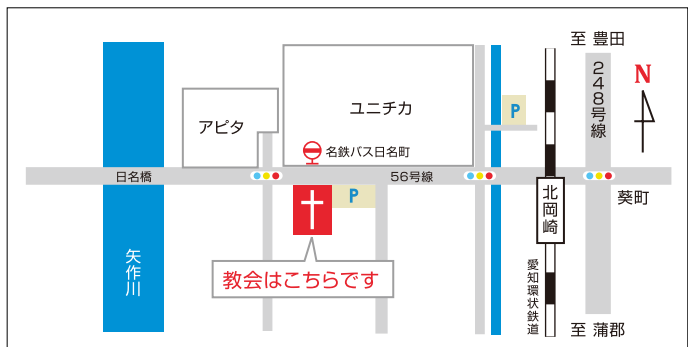 至 豊田
N
248号線
P
ユニチカ
アピタ
名鉄バス日名町
日名橋
56号線
葵町
P
北岡崎
矢作川
教会はこちらです
愛知環状鉄道
至 蒲郡